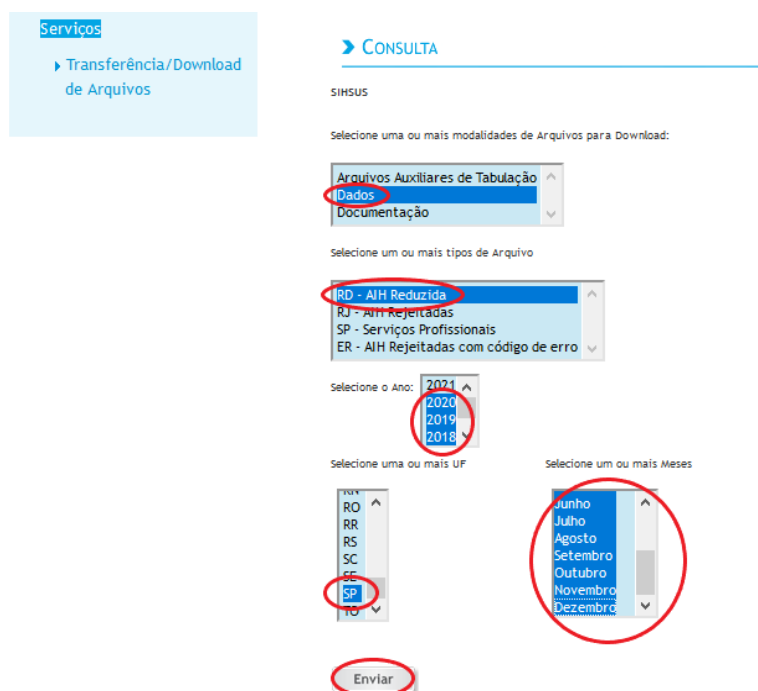 Serviços
Transferência/Download
de Arquivos
CONSULTA
SIHSUS
Selecione uma ou mais modalidades de Arquivos para Download:
Arquivos Auxiliares de Tabulação
Dados
Documentação
Selecione um ou mais tipos de Arquivo
RD - AIH Reduzida
RJ - AIH Rejeitadas
SP - Serviços Profissionais
ER - AIH Rejeitadas com código de erro
Selecione o Ano:
2021
2020
2019
2018
Selecione uma ou mais UF
RN
RO
RR
RS
SC
SE
SP
TO
Selecione um ou mais Meses
Junho
Julho
Agosto
Setembro
Outubro
Novembro
Dezembro
Enviar